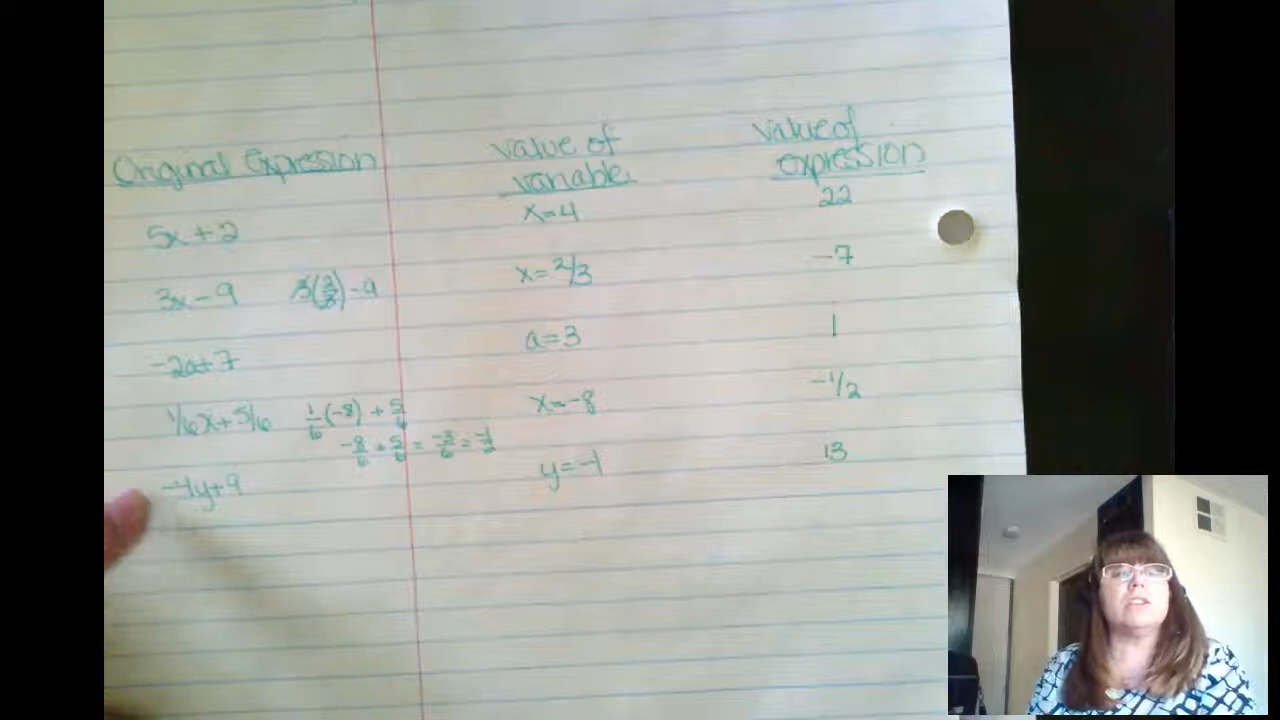 Original Expression
value of
variable
value of
expression
5x + 2
x=4
22
3x - 9
3(2/3) - 9
x = 2/3
-7
-2a+7
a=3
1
1/6x+5/6
1/6(-8) + 5/6
x=-8
-1/2
-8/6 + 5/6 = -3/6 = -1/2
-4y+9
y=-1
13